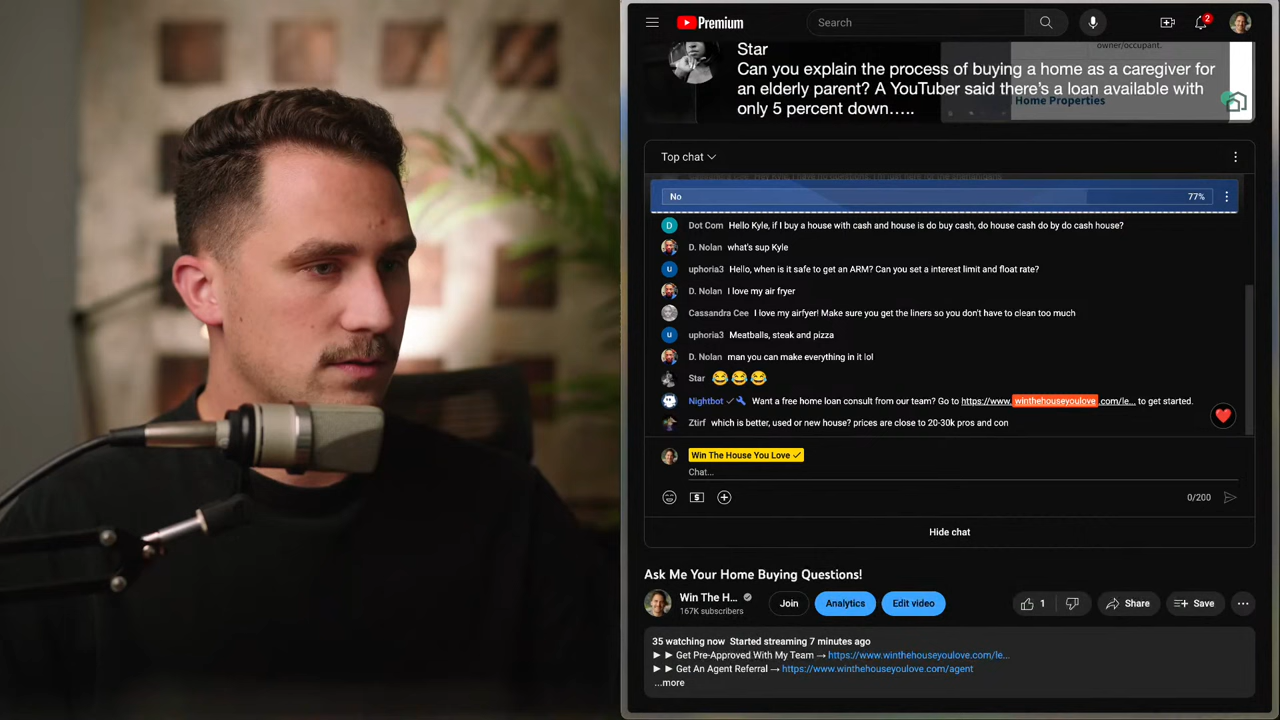 Premium
Search
2
owner/occupant.
Star
Can you explain the process of buying a home as a caregiver for
an elderly parent? A YouTuber said there's a loan available with
only 5 percent down.....
Home Properties
Top chat
No 77%
D Dot Com Hello Kyle, if I buy a house with cash and house is do buy cash, do house cash do by do cash house?
D. Nolan what's sup Kyle
u uphoria3 Hello, when is it safe to get an ARM? Can you set a interest limit and float rate?
D. Nolan I love my air fryer
Cassandra Cee I love my airfyer! Make sure you get the liners so you don't have to clean too much
u uphoria3 Meatballs, steak and pizza
D. Nolan man you can make everything in it lol
Star 😂😂😂
Nightbot Want a free home loan consult from our team? Go to https://www. winthehouseyoulove .com/le... to get started.
Ztirf which is better, used or new house? prices are close to 20-30k pros and con
Win The House You Love
Chat...
0/200
Hide chat
Ask Me Your Home Buying Questions!
Win The H...
167K subscribers
Join
Analytics
Edit video
1
Share
Save
35 watching now Started streaming 7 minutes ago
►► Get Pre-Approved With My Team → https://www.winthehouseyoulove.com/le...
►► Get An Agent Referral → https://www.winthehouseyoulove.com/agent
...more